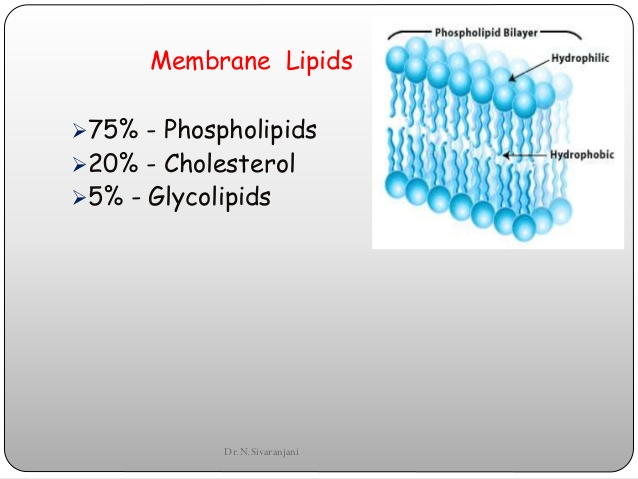 Membrane Lipids
➢75% - Phospholipids
➢20% - Cholesterol
➢5% - Glycolipids
Phospholipid Bilayer
Hydrophilic
Hydrophobic
Dr.N.Sivaranjani